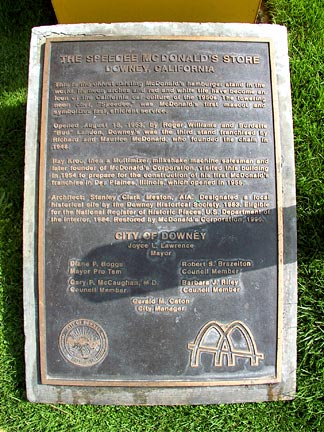 THE SPEEDEE MCDONALD'S STORE
DOWNEY, CALIFORNIA
This is the oldest existing McDonald's hamburger stand in the
world. Its neon arches and red and white tile have become an
icon of the California car culture of the 1950's. The towering
neon chef, "Speedee," was McDonald's first mascot and
symbolizes fast, efficient service.
Opened August 18, 1953, by Roger Williams and Burdette
"Bud" Landon, Downey's was the third stand franchised by
Richard and Maurice McDonald, who founded the chain in
1948.
Ray Kroc, then a Multimixer milkshake machine salesman and
later founder of McDonald's Corporation, visited this building
in 1954 to prepare for the construction of his first McDonald's
franchise in Des Plaines, Illinois, which opened in 1955.
Architect: Stanley Clark Meston, AIA. Designated a local
historical site by the Downey Historical Society, 1983. Eligible
for the National Register of Historic Places, U.S. Department of
the Interior, 1984. Restored by McDonald's Corporation, 1996.
CITY OF DOWNEY
Joyce L. Lawrence
Mayor
Diane P. Boggs Robert S. Brazelton
Mayor Pro Tem Council Member
Gary P. McCaughan, M.D. Barbara J. Riley
Council Member Council Member
Gerald M. Caton
City Manager